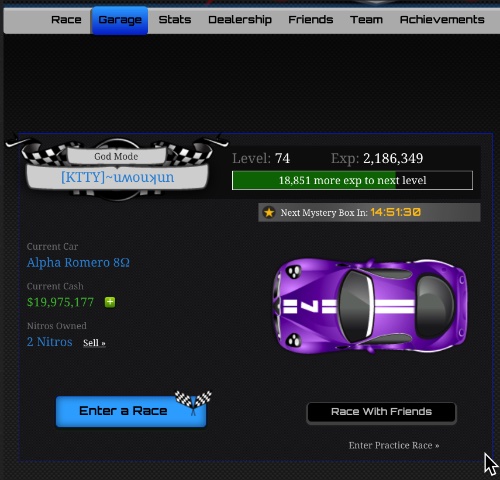 Race Garage Stats Dealership Friends Team Achievements
God Mode
[KTTY]~uʍouʞun
Level: 74 Exp: 2,186,349
18,851 more exp to next level
Next Mystery Box In: 14:51:30
Current Car
Alpha Romero 8Ω
Current Cash
$19,975,177 +
Nitros Owned
2 Nitros Sell »
7
Enter a Race
Race With Friends
Enter Practice Race »